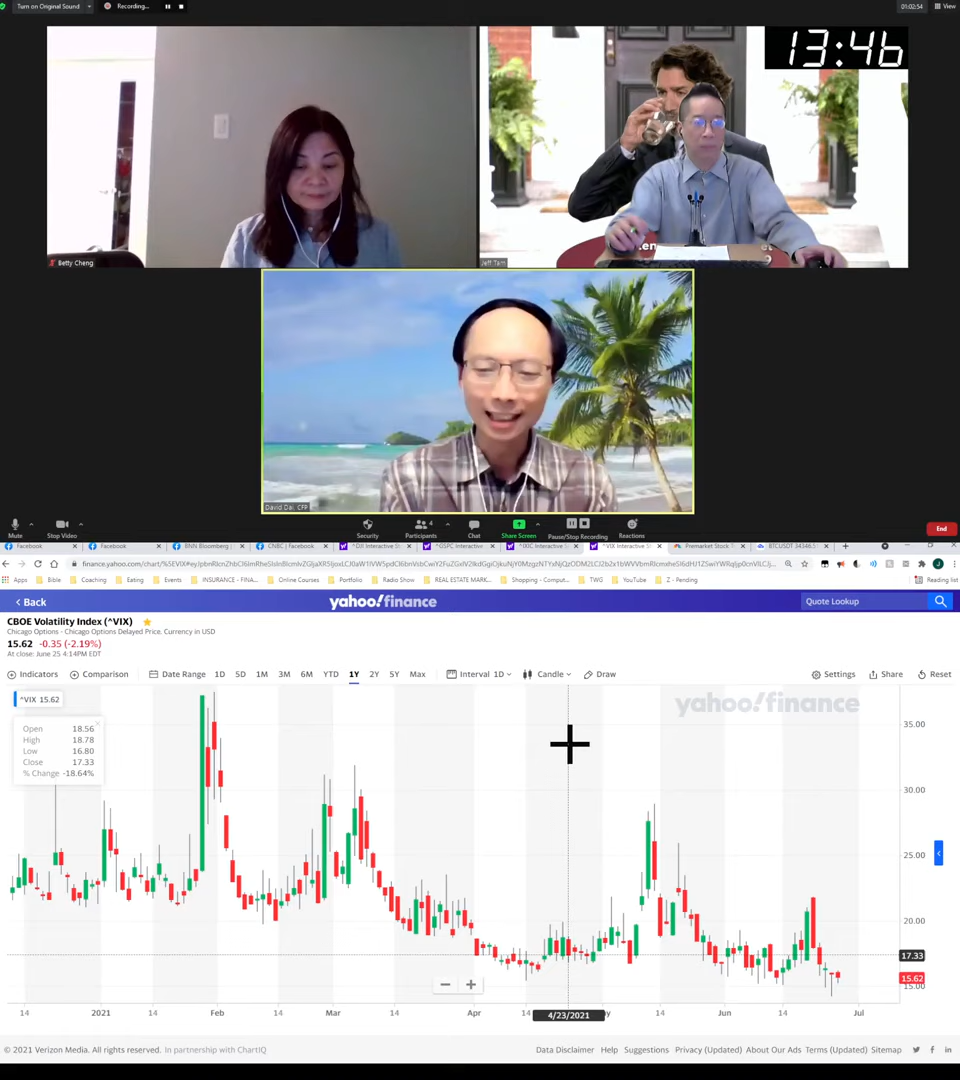 Turn on Original Sound
Recording...
01:02:54
View
13:46
Betty Cheng
Jeff Tam
David Dai, CFP
Mute
Stop Video
Security
4
Participants
Chat
Share Screen
Pause/Stop Recording
Reactions
End
Facebook
Facebook
BNN Bloomberg
Facebook
CNBC | Facebook
^DJI Interactive St
^GSPC Interactive
^IXIC Interactive S
^VIX Interactive S
Premarket Stock T
BTCUSDT 34346.5
Apps
Bible
Coaching
Eating
Events
INSURANCE - FINA...
Online Courses
Portfolio
Radio Show
REAL ESTATE MARK...
Shopping - Comput...
TWG
YouTube
Z - Pending
Reading list
Back
yahoo!finance
Quote Lookup
CBOE Volatility Index (^VIX)
Chicago Options - Chicago Options Delayed Price, Currency in USD
15.62 -0.35 (-2.19%)
At close: June 25 4:14PM EDT
Indicators
Comparison
Date Range
1D
5D
1M
3M
6M
YTD
1Y
2Y
5Y
Max
Interval 1D
Candle
Draw
Settings
Share
Reset
^VIX 15.62
yahoo!finance
Open 18.56
High 18.78
Low 16.80
Close 17.33
% Change -18.64%
35.00
30.00
25.00
20.00
17.33
15.62
15.00
14
2021
14
Feb
14
Mar
14
Apr
14
4/23/2021
14
Jun
14
Jul
© 2021 Verizon Media. All rights reserved. In partnership with ChartIQ
Data Disclaimer Help Suggestions Privacy (Updated) About Our Ads Terms (Updated) Sitemap